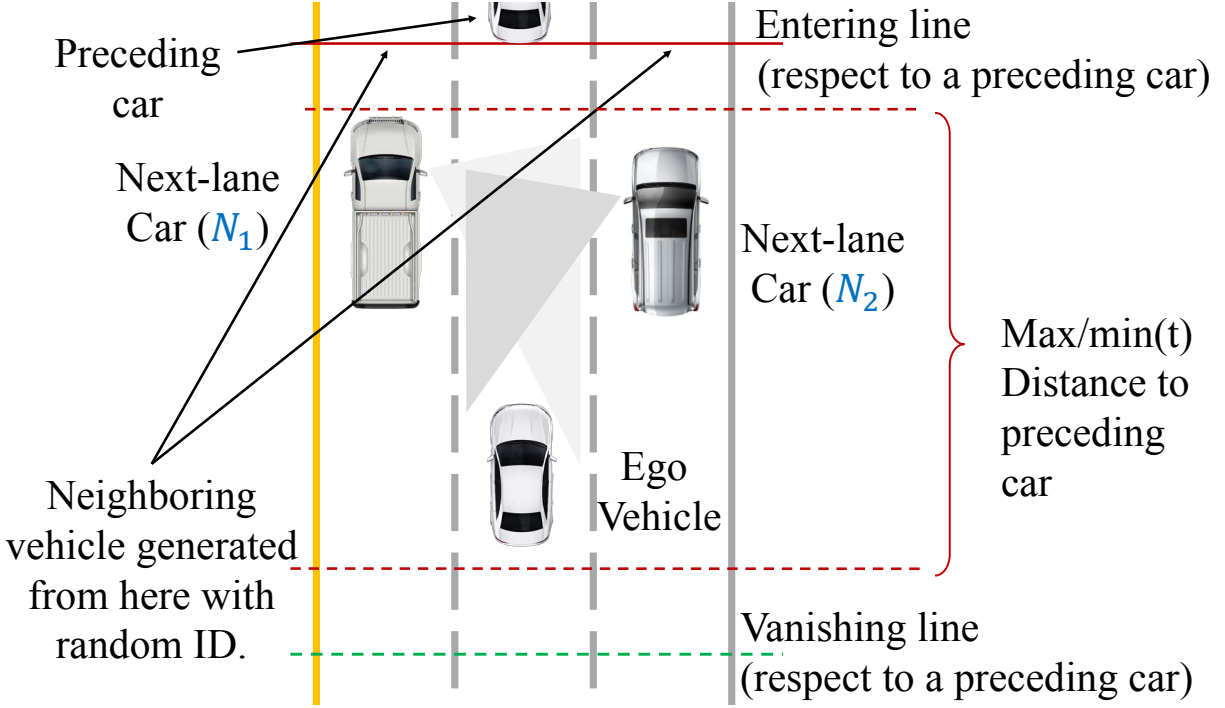 Preceding
car
Entering line
(respect to a preceding car)
Next-lane
Car (N₁)
Next-lane
Car (N₂)
Max/min(t)
Distance to
preceding
car
Ego
Vehicle
Neighboring
vehicle generated
from here with
random ID.
Vanishing line
(respect to a preceding car)